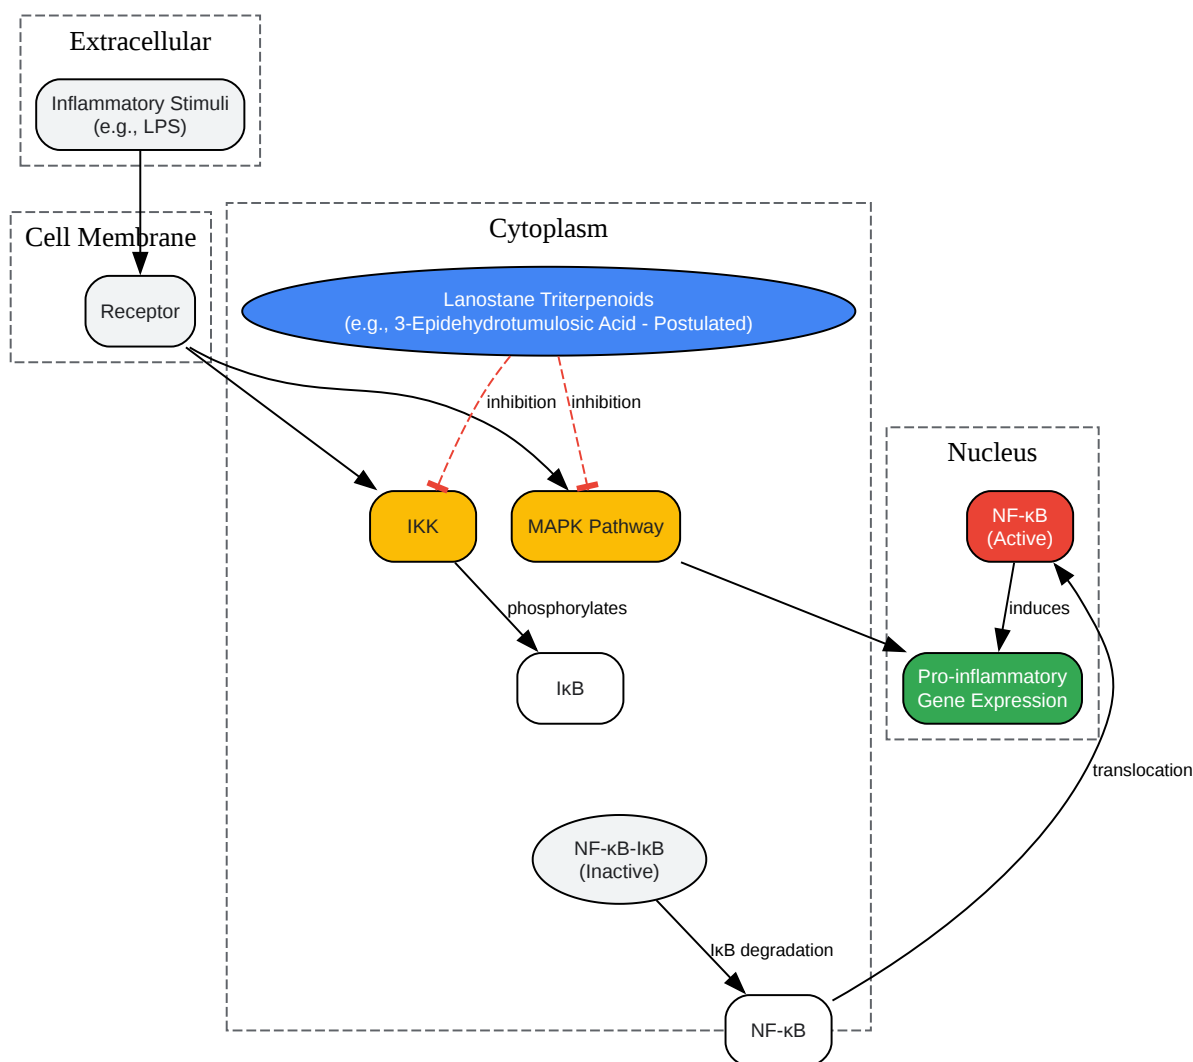 Extracellular
Inflammatory Stimuli
(e.g., LPS)
Cell Membrane
Receptor
Cytoplasm
Lanostane Triterpenoids
(e.g., 3-Epidehydrotumulosic Acid - Postulated)
inhibition
inhibition
Nucleus
IKK
MAPK Pathway
NF-κB
(Active)
phosphorylates
induces
IκB
Pro-inflammatory
Gene Expression
translocation
NF-κB-IκB
(Inactive)
IκB degradation
NF-κB